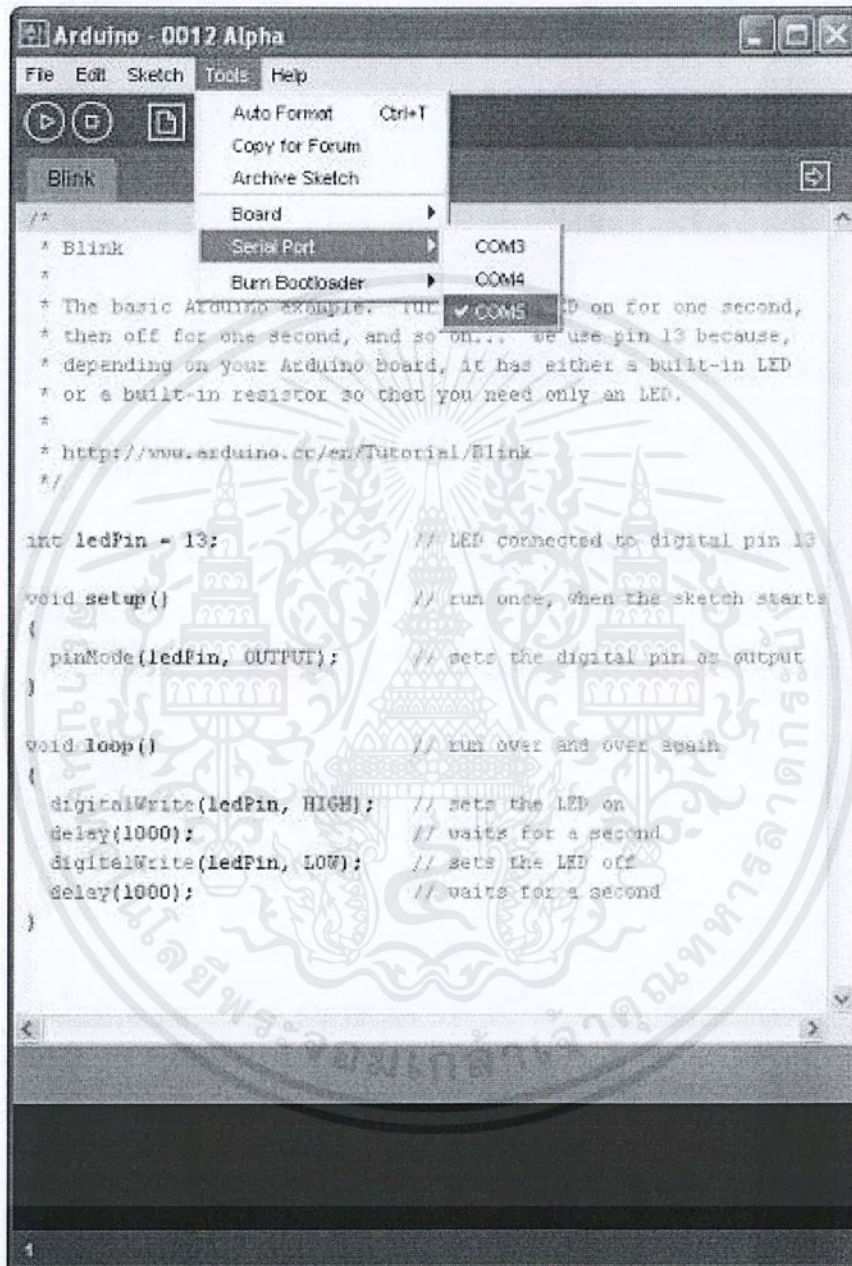 Arduino - 0012 Alpha
File Edit Sketch Tools Help
Auto Format Ctrl+T
Copy for Forum
Archive Sketch
Board
Serial Port
Burn Bootloader
COM3
COM4
COM5
Blink
/*
* Blink
*
* The basic Arduino example. D on for one second,
* then off for one second, and so on... We use pin 13 because,
* depending on your Arduino board, it has either a built-in LED
* or a built-in resistor so that you need only an LED.
*
* http://www.arduino.cc/en/Tutorial/Blink
*/
int ledPin = 13; // LED connected to digital pin 13
void setup() // run once, when the sketch starts
{
pinMode(ledPin, OUTPUT); // sets the digital pin as output
}
void loop() // run over and over again
{
digitalWrite(ledPin, HIGH); // sets the LED on
delay(1000); // waits for a second
digitalWrite(ledPin, LOW); // sets the LED off
delay(1000); // waits for a second
}
1